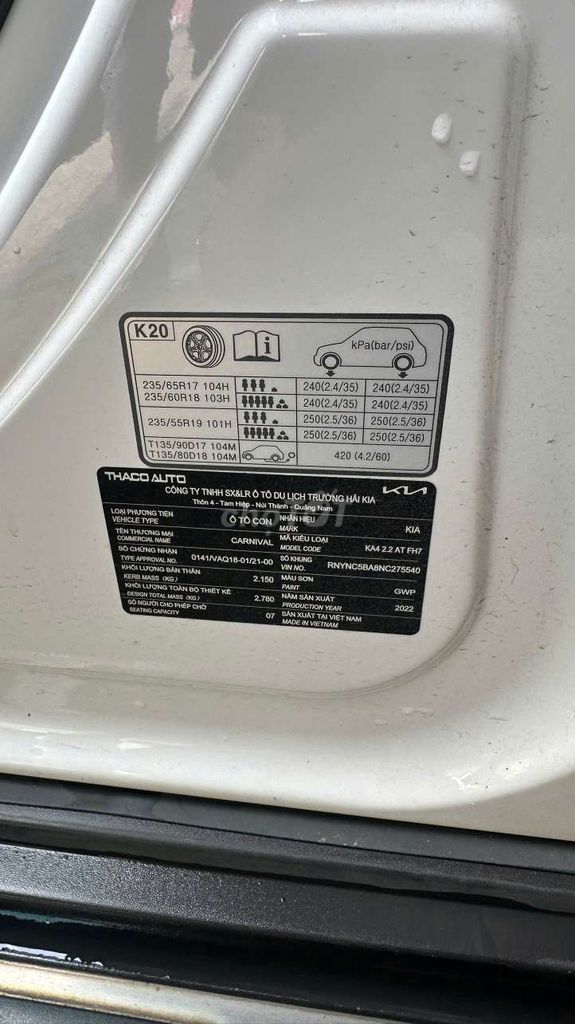 K20
kPa(bar/psi)
235/65R17 104H 240(2.4/35) 240(2.4/35)
235/60R18 103H 240(2.4/35) 240(2.4/35)
235/55R19 101H 250(2.5/36) 250(2.5/36)
250(2.5/36) 250(2.5/36)
T135/90D17 104M
T135/80D18 104M 420 (4.2/60)
THACO AUTO KIA
CÔNG TY TNHH SX&LR Ô TÔ DU LỊCH TRƯỜNG HẢI KIA
Thôn 4 - Tam Hiệp - Núi Thành - Quảng Nam
LOẠI PHƯƠNG TIỆN Ô TÔ CON NHÃN HIỆU KIA
VEHICLE TYPE MARK
TÊN THƯƠNG MẠI CARNIVAL MÃ KIỂU LOẠI KA4 2.2 AT FH7
COMMERCIAL NAME MODEL CODE
SỐ CHỨNG NHẬN 0141/VAQ18-01/21-00 SỐ KHUNG RNYNC5BA8NC275540
TYPE APPROVAL NO. VIN NO.
KHỐI LƯỢNG BẢN THÂN 2.150 MÀU SƠN GWP
KERB MASS (KG.) PAINT
KHỐI LƯỢNG TOÀN BỘ THIẾT KẾ 2.780 NĂM SẢN XUẤT 2022
DESIGN TOTAL MASS (KG.) PRODUCTION YEAR
SỐ NGƯỜI CHO PHÉP CHỞ 07 SẢN XUẤT TẠI VIỆT NAM
SEATING CAPACITY MADE IN VIETNAM
chợTỐT